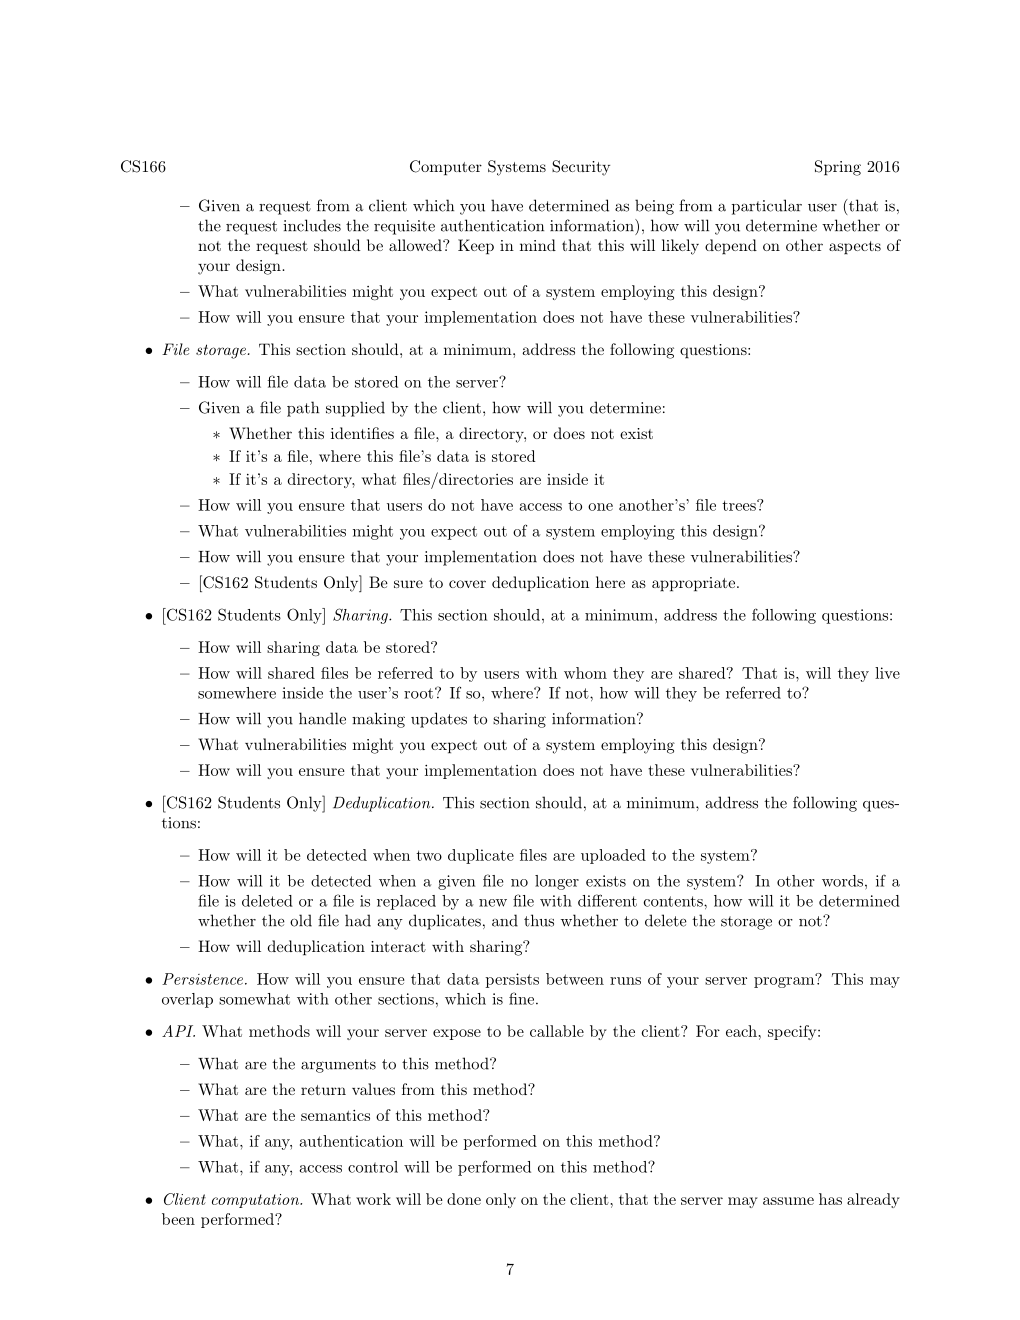 CS166 Computer Systems Security Spring 2016
– Given a request from a client which you have determined as being from a particular user (that is,
the request includes the requisite authentication information), how will you determine whether or
not the request should be allowed? Keep in mind that this will likely depend on other aspects of
your design.
– What vulnerabilities might you expect out of a system employing this design?
– How will you ensure that your implementation does not have these vulnerabilities?
• File storage. This section should, at a minimum, address the following questions:
– How will file data be stored on the server?
– Given a file path supplied by the client, how will you determine:
∗ Whether this identifies a file, a directory, or does not exist
∗ If it's a file, where this file's data is stored
∗ If it's a directory, what files/directories are inside it
– How will you ensure that users do not have access to one another's' file trees?
– What vulnerabilities might you expect out of a system employing this design?
– How will you ensure that your implementation does not have these vulnerabilities?
– [CS162 Students Only] Be sure to cover deduplication here as appropriate.
• [CS162 Students Only] Sharing. This section should, at a minimum, address the following questions:
– How will sharing data be stored?
– How will shared files be referred to by users with whom they are shared? That is, will they live
somewhere inside the user's root? If so, where? If not, how will they be referred to?
– How will you handle making updates to sharing information?
– What vulnerabilities might you expect out of a system employing this design?
– How will you ensure that your implementation does not have these vulnerabilities?
• [CS162 Students Only] Deduplication. This section should, at a minimum, address the following ques-
tions:
– How will it be detected when two duplicate files are uploaded to the system?
– How will it be detected when a given file no longer exists on the system? In other words, if a
file is deleted or a file is replaced by a new file with different contents, how will it be determined
whether the old file had any duplicates, and thus whether to delete the storage or not?
– How will deduplication interact with sharing?
• Persistence. How will you ensure that data persists between runs of your server program? This may
overlap somewhat with other sections, which is fine.
• API. What methods will your server expose to be callable by the client? For each, specify:
– What are the arguments to this method?
– What are the return values from this method?
– What are the semantics of this method?
– What, if any, authentication will be performed on this method?
– What, if any, access control will be performed on this method?
• Client computation. What work will be done only on the client, that the server may assume has already
been performed?
7